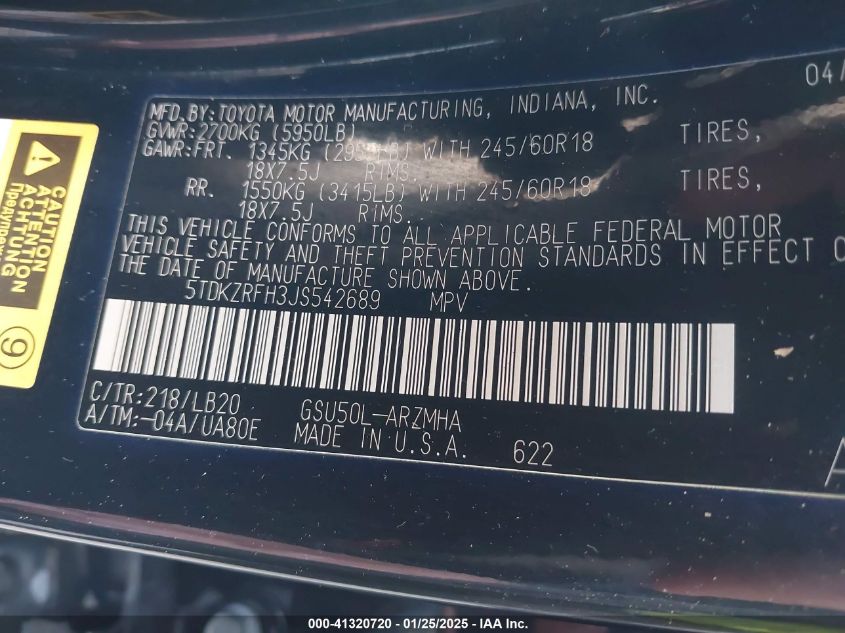 04/
MFD.BY:TOYOTA MOTOR MANUFACTURING, INDIANA, INC.
GVWR:2700KG (5950LB)
GAWR:FRT. 1345KG WITH 245/60R18 TIRES,
18X7.5J RIMS.
RR. 1550KG (3415LB) WITH 245/60R18 TIRES,
18X7.5J RIMS.
THIS VEHICLE CONFORMS TO ALL APPLICABLE FEDERAL MOTOR
VEHICLE SAFETY AND THEFT PREVENTION STANDARDS IN EFFECT
THE DATE OF MANUFACTURE SHOWN ABOVE.
5TDKZRFH3JS542689 MPV
C/TR:218/LB20 GSU50L-ARZMHA
A/TM:-04A/UA80E MADE IN U.S.A. 622
A
CAUTION
ATTENTION
ACHTUNG
9
000-41320720 — 01/25/2025 — IAA Inc.